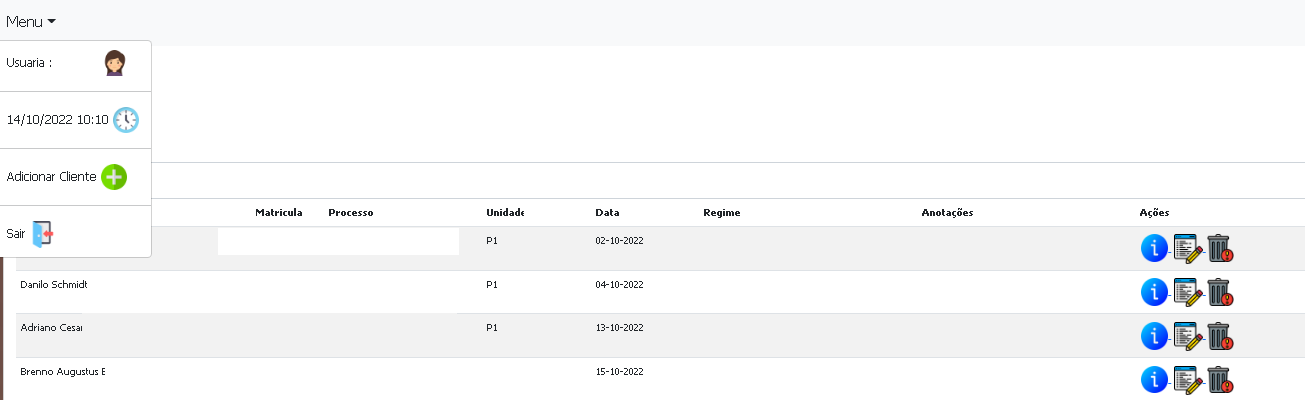 Menu
Usuaria :
14/10/2022 10:10
Adicionar Cliente
Sair
Matricula Processo Unidade Data Regime Anotações Ações
P1 02-10-2022
Danilo Schmidt P1 04-10-2022
Adriano Cesar P1 13-10-2022
Brenno Augustus 15-10-2022